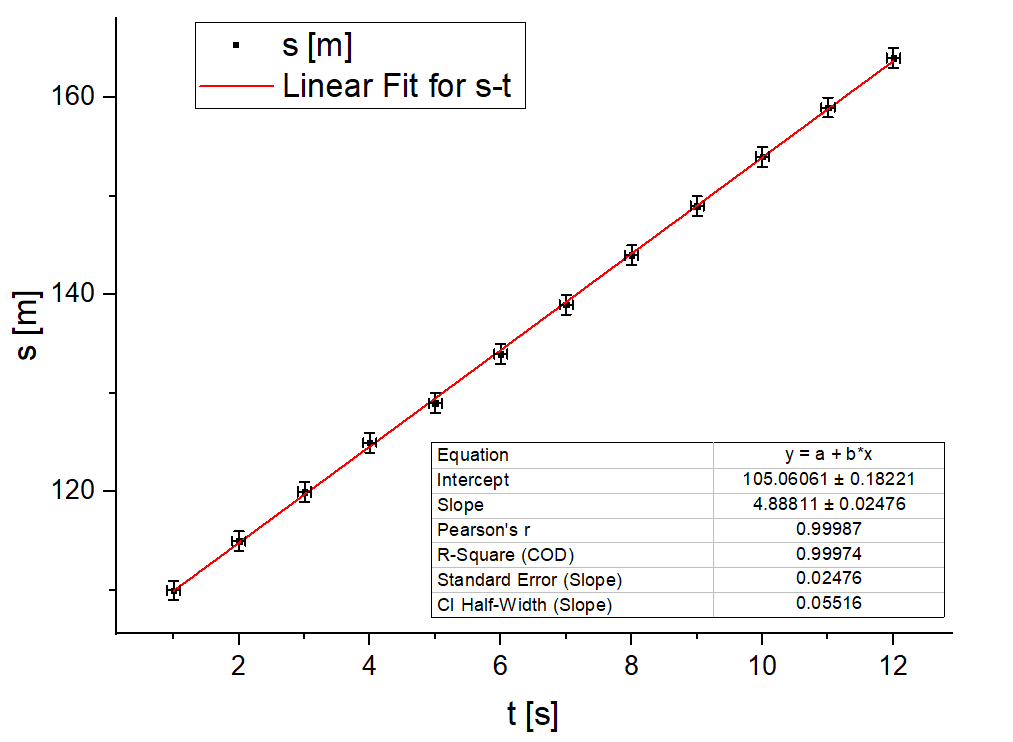 s [m]
Linear Fit for s-t
160
140
120
s [m]
Equation y = a + b*x
Intercept 105.06061 ± 0.18221
Slope 4.88811 ± 0.02476
Pearson's r 0.99987
R-Square (COD) 0.99974
Standard Error (Slope) 0.02476
CI Half-Width (Slope) 0.05516
2 4 6 8 10 12
t [s]